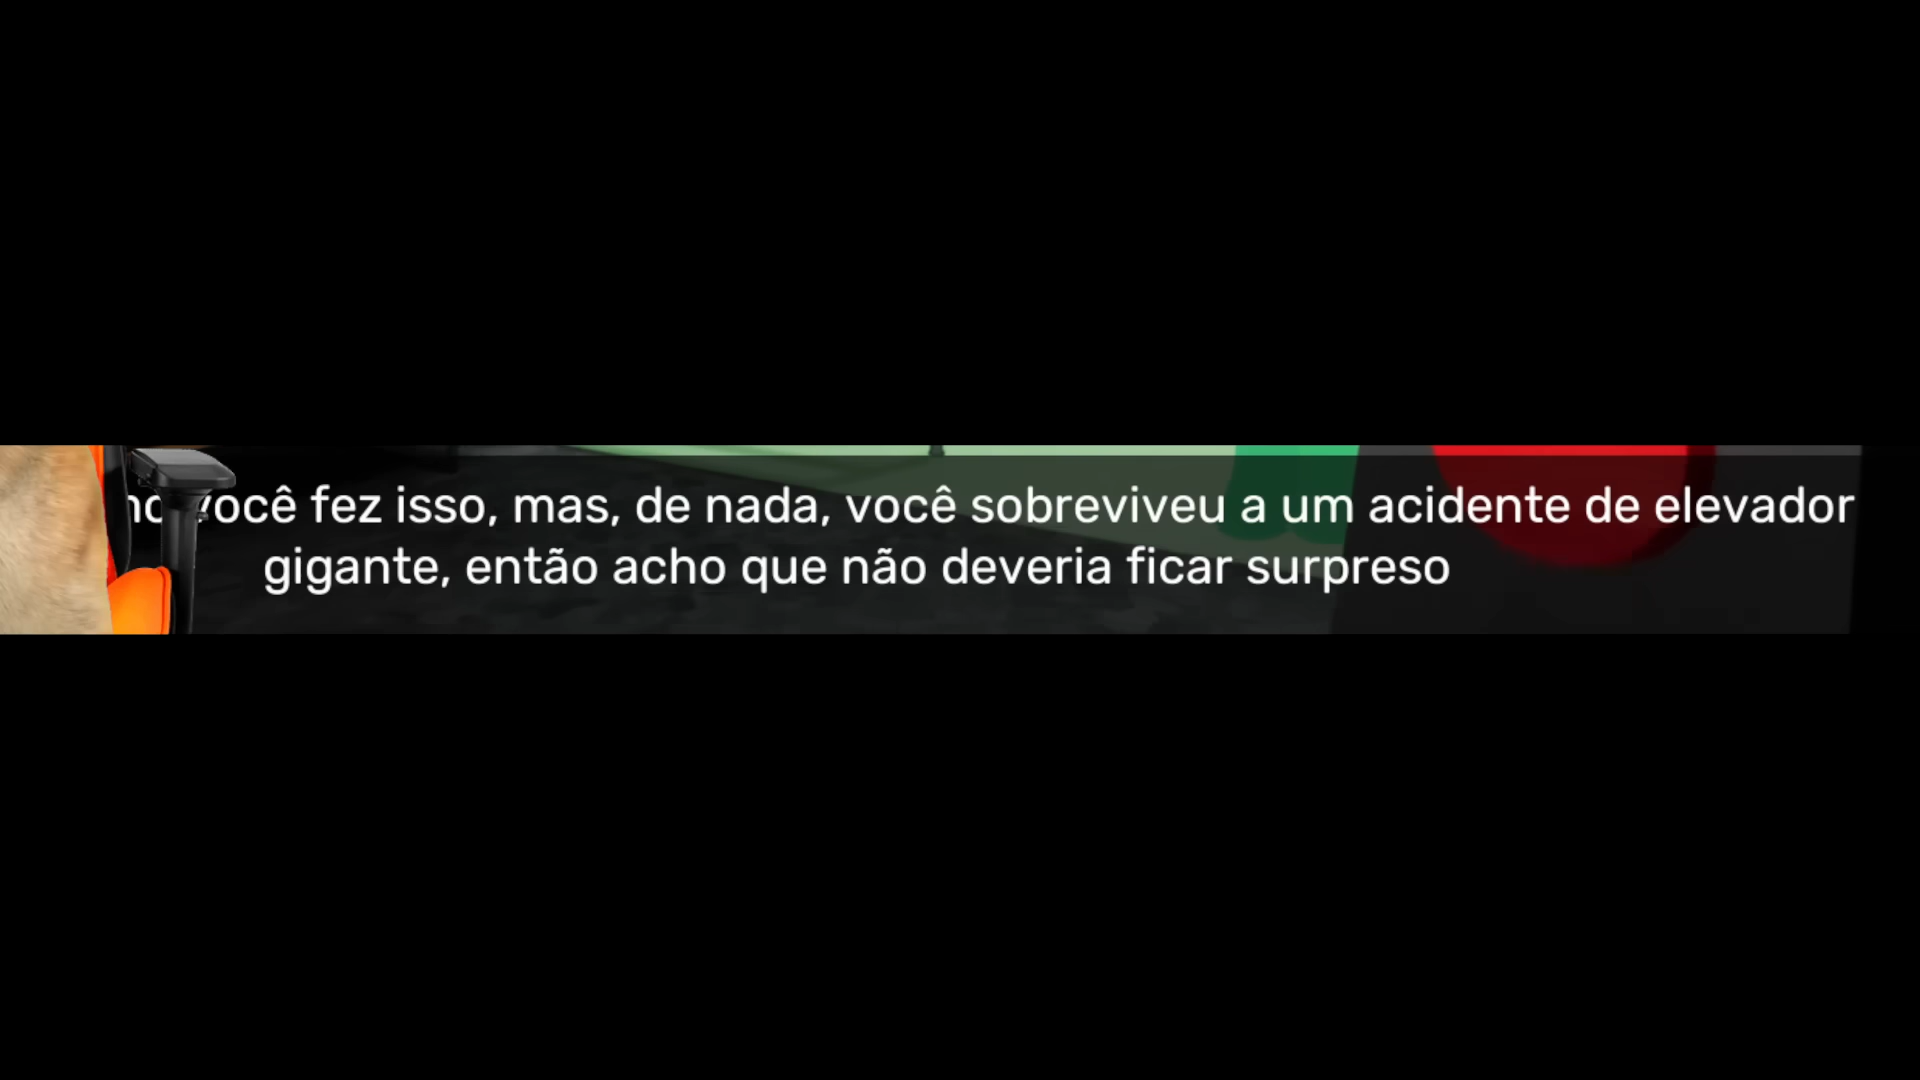 você fez isso, mas, de nada, você sobreviveu a um acidente de elevador
gigante, então acho que não deveria ficar surpreso